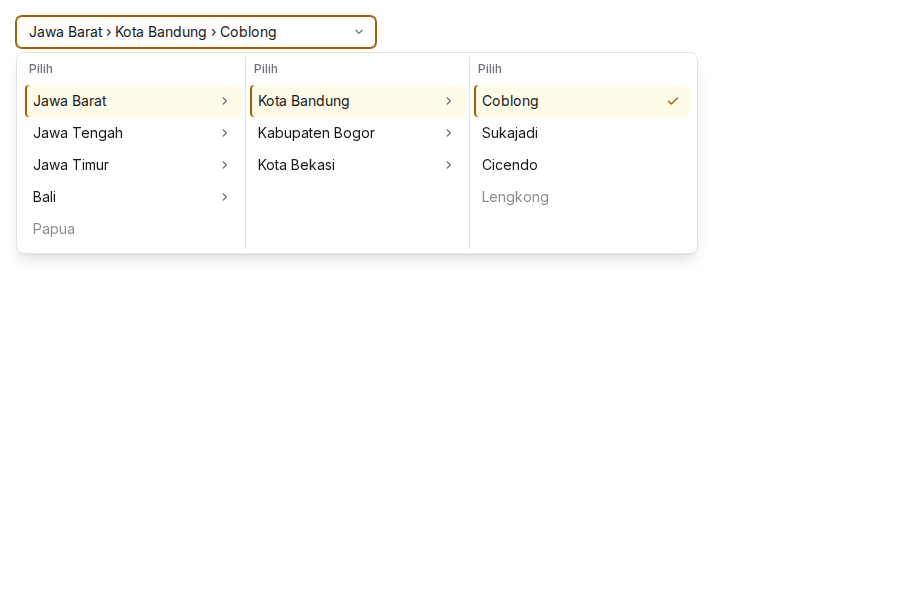 Jawa Barat › Kota Bandung › Coblong
Pilih
Jawa Barat
Jawa Tengah
Jawa Timur
Bali
Papua
Pilih
Kota Bandung
Kabupaten Bogor
Kota Bekasi
Pilih
Coblong
Sukajadi
Cicendo
Lengkong